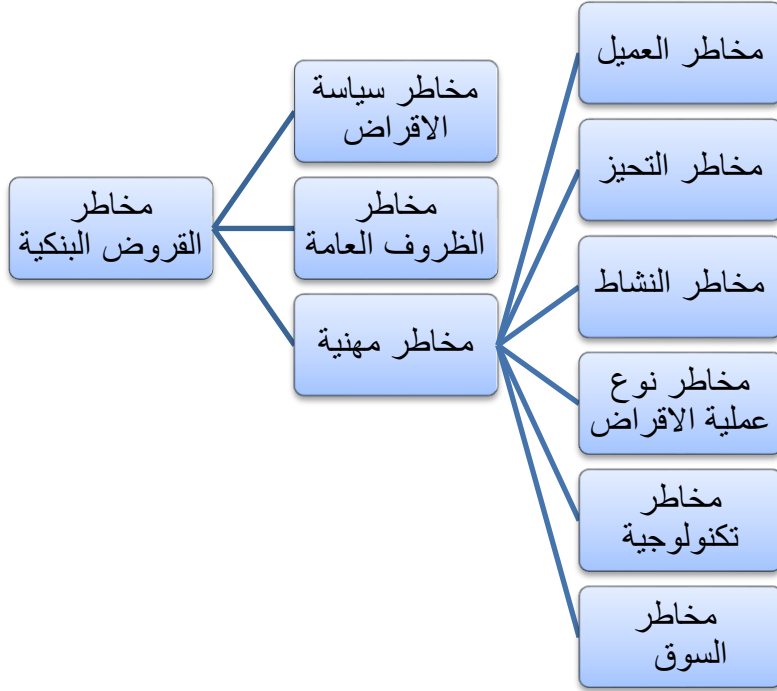 مخاطر
القروض البنكية
مخاطر سياسة
الاقراض
مخاطر
الظروف العامة
مخاطر مهنية
مخاطر العميل
مخاطر التحيز
مخاطر النشاط
مخاطر نوع
عملية الاقراض
مخاطر
تكنولوجية
مخاطر
السوق